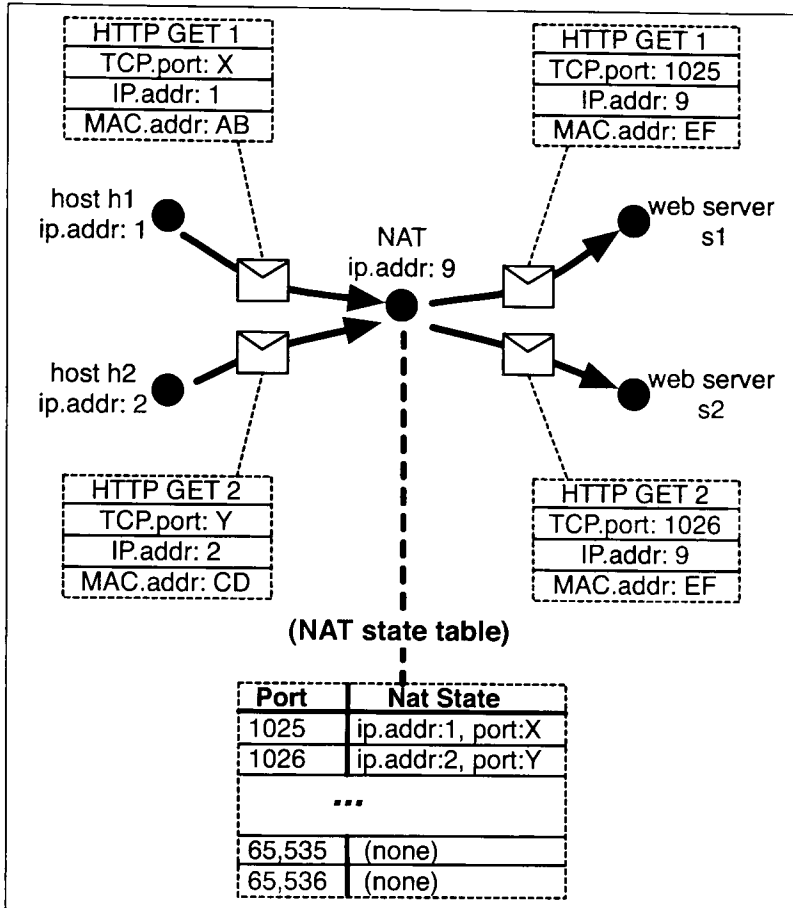 HTTP GET 1
TCP.port: X
IP.addr: 1
MAC.addr: AB
HTTP GET 1
TCP.port: 1025
IP.addr: 9
MAC.addr: EF
host h1
ip.addr: 1
NAT
ip.addr: 9
web server
s1
host h2
ip.addr: 2
web server
s2
HTTP GET 2
TCP.port: Y
IP.addr: 2
MAC.addr: CD
HTTP GET 2
TCP.port: 1026
IP.addr: 9
MAC.addr: EF
(NAT state table)
Port Nat State
1025 ip.addr:1, port:X
1026 ip.addr:2, port:Y
...
65,535 (none)
65,536 (none)